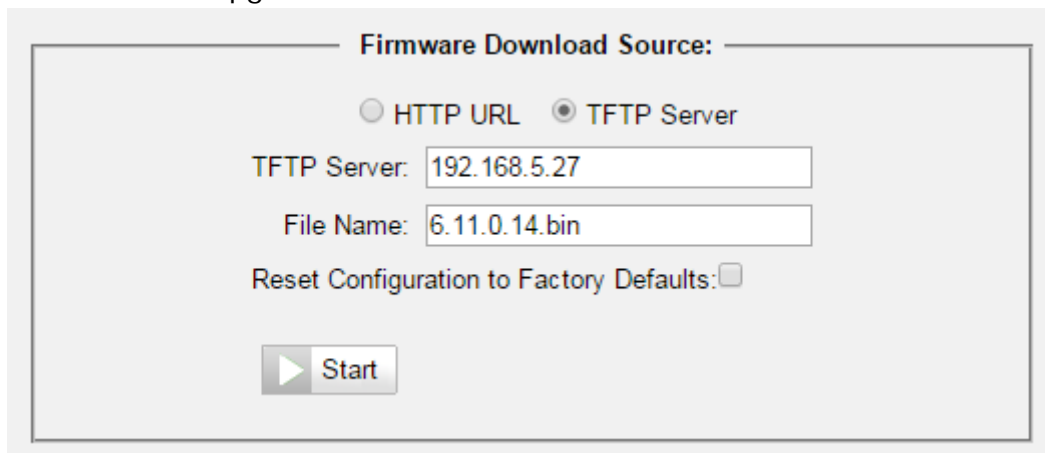 Firmware Download Source:
HTTP URL TFTP Server
TFTP Server: 192.168.5.27
File Name: 6.11.0.14.bin
Reset Configuration to Factory Defaults:
Start